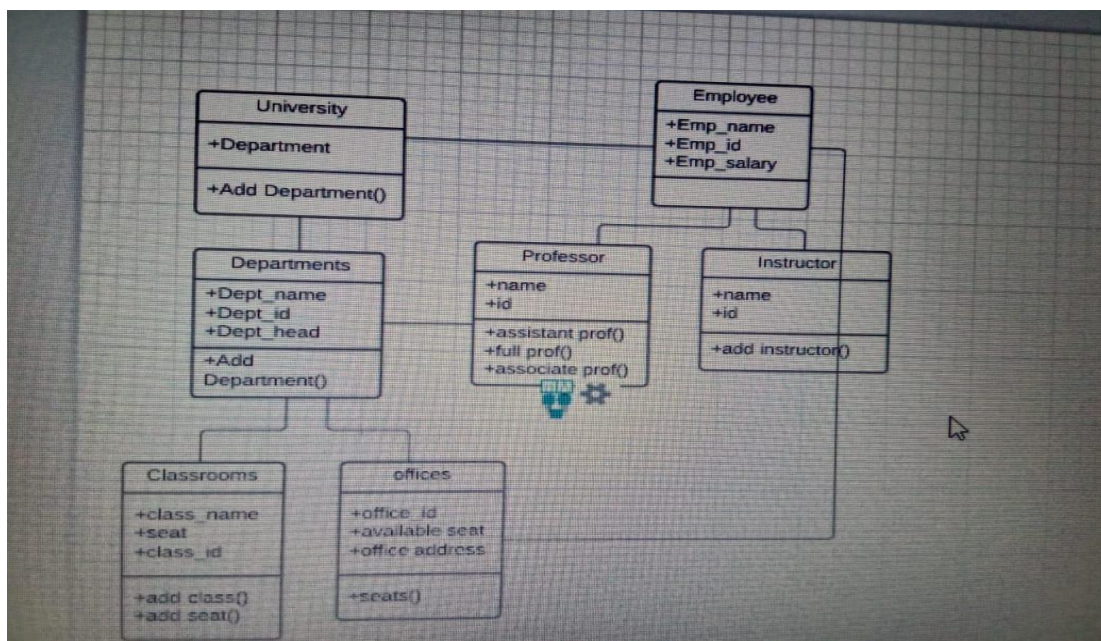 University
+Department
+Add Department()
Employee
+Emp_name
+Emp_id
+Emp_salary
Departments
+Dept_name
+Dept_id
+Dept_head
+Add
Department()
Professor
+name
+id
+assistant prof()
+full prof()
+associate prof()
Instructor
+name
+id
+add instructor()
Classrooms
+class_name
+seat
+class_id
+add class()
+add seat()
offices
+office_id
+available seat
+office address
+seats()